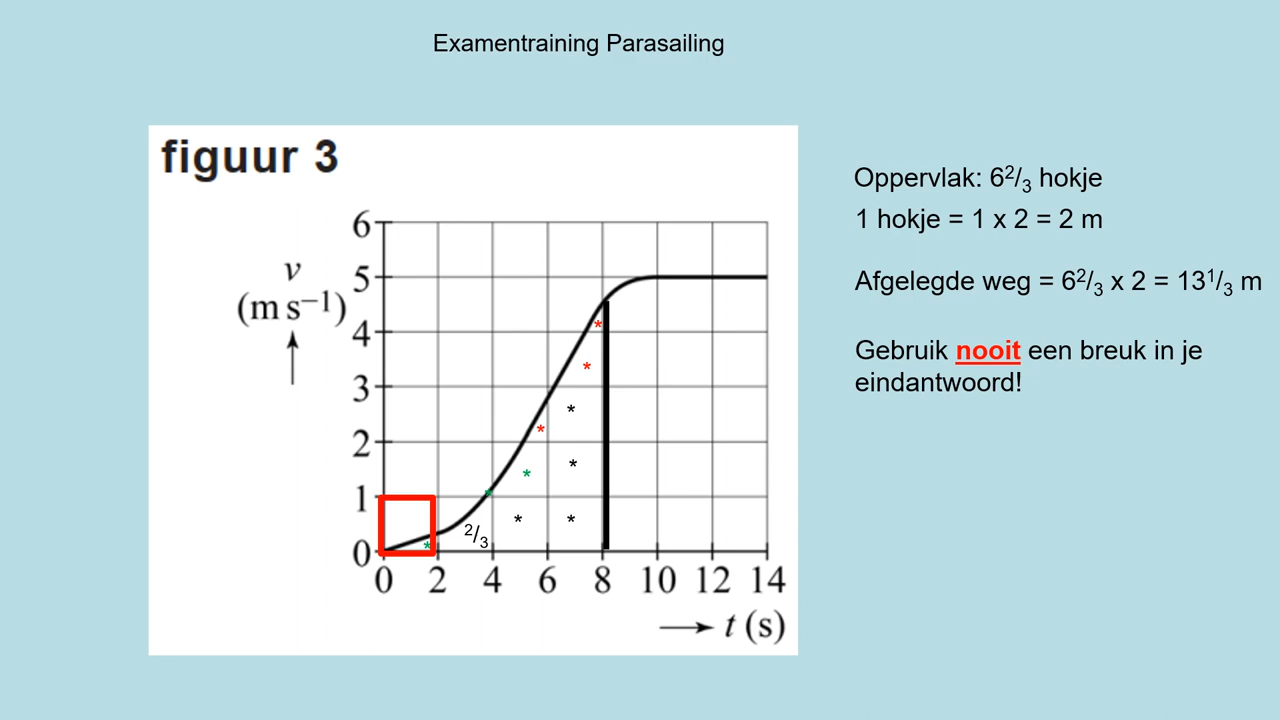 Examentraining Parasailing
figuur 3
v
(m s⁻¹)
6
5
4
3
2
1
0
0 2 4 6 8 10 12 14
t (s)
* * * * * * * * * *
²/₃
Oppervlak: 6²/₃ hokje
1 hokje = 1 x 2 = 2 m
Afgelegde weg = 6²/₃ x 2 = 13¹/₃ m
Gebruik nooit een breuk in je
eindantwoord!